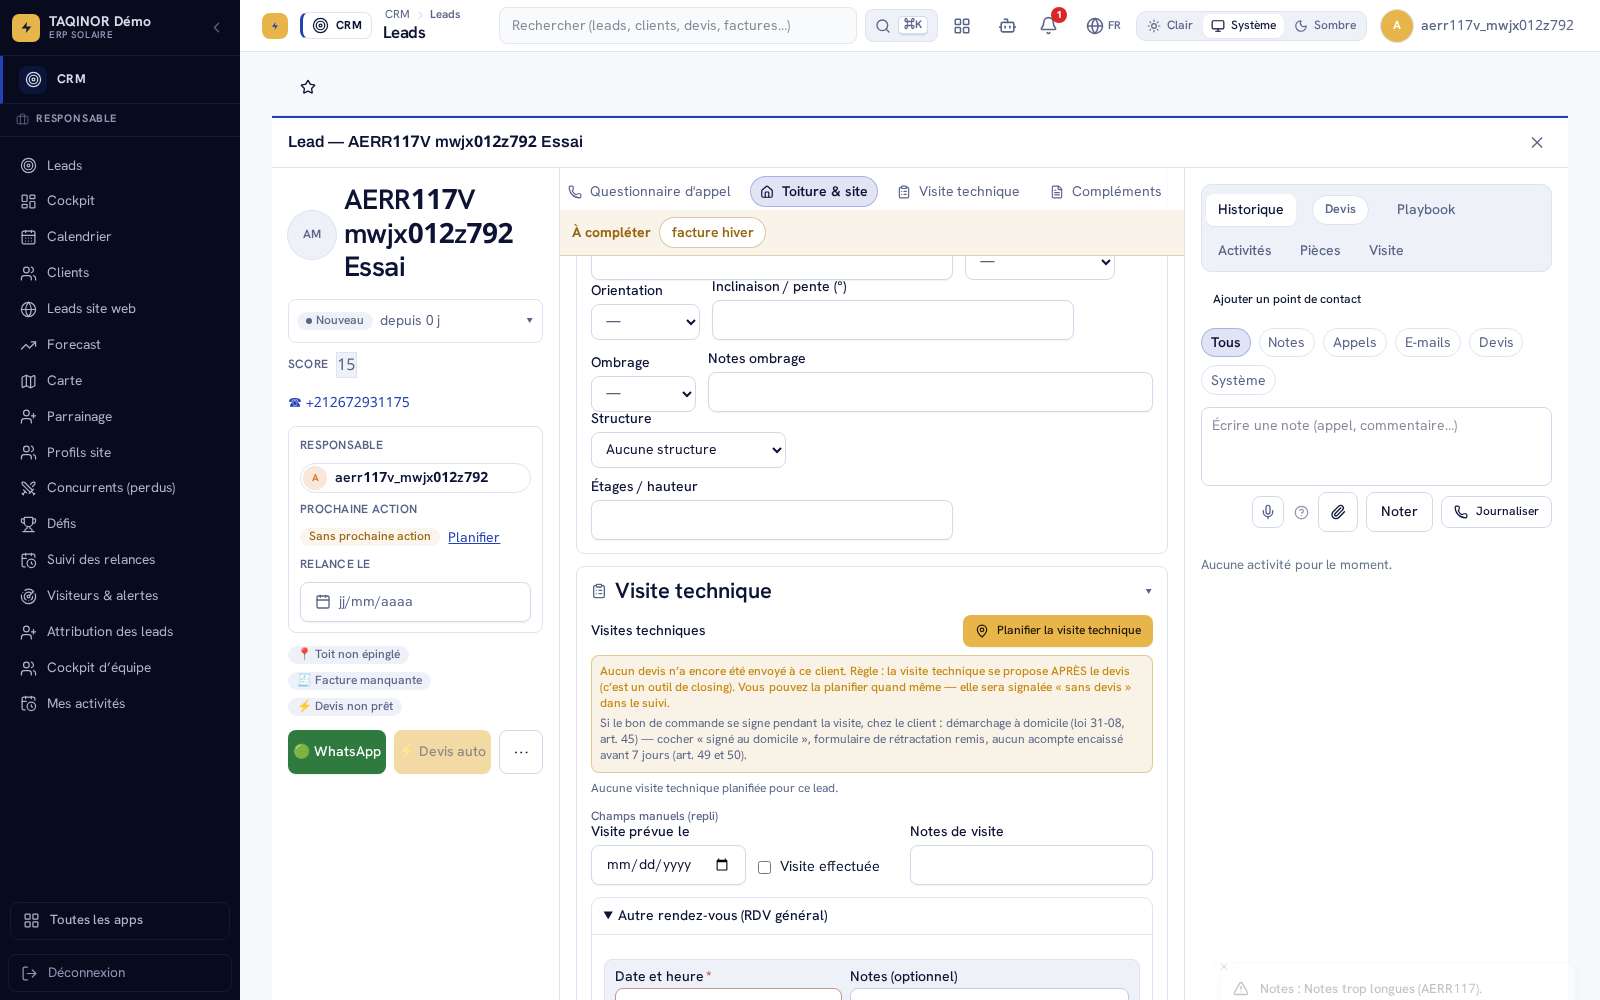 TAQINOR Démo
ERP SOLAIRE
CRM
RESPONSABLE
Leads
Cockpit
Calendrier
Clients
Leads site web
Forecast
Carte
Parrainage
Profils site
Concurrents (perdus)
Défis
Suivi des relances
Visiteurs & alertes
Attribution des leads
Cockpit d'équipe
Mes activités
Toutes les apps
Déconnexion
CRM
CRM Leads
Leads
Rechercher (leads, clients, devis, factures...)
⌘K
1
FR
Clair
Système
Sombre
A
aerr117v_mwjx012z792
Lead — AERR117V mwjx012z792 Essai
AM
AERR117V
mwjx012z792
Essai
Nouveau depuis 0 j
SCORE 15
☎ +212672931175
RESPONSABLE
A aerr117v_mwjx012z792
PROCHAINE ACTION
Sans prochaine action Planifier
RELANCE LE
jj/mm/aaaa
Toit non épinglé
Facture manquante
Devis non prêt
WhatsApp
Devis auto
...
Questionnaire d'appel
Toiture & site
Visite technique
Compléments
À compléter facture hiver
—
Orientation
—
Inclinaison / pente (°)
Ombrage
—
Notes ombrage
Structure
Aucune structure
Étages / hauteur
Visite technique
Visites techniques
Planifier la visite technique
Aucun devis n'a encore été envoyé à ce client. Règle : la visite technique se propose APRÈS le devis
(c'est un outil de closing). Vous pouvez la planifier quand même — elle sera signalée « sans devis »
dans le suivi.
Si le bon de commande se signe pendant la visite, chez le client : démarchage à domicile (loi 31-08,
art. 45) — cocher « signé au domicile », formulaire de rétractation remis, aucun acompte encaissé
avant 7 jours (art. 49 et 50).
Aucune visite technique planifiée pour ce lead.
Champs manuels (repli)
Visite prévue le
mm/dd/yyyy
Visite effectuée
Notes de visite
Autre rendez-vous (RDV général)
Date et heure *
Notes (optionnel)
Historique
Devis
Playbook
Activités
Pièces
Visite
Ajouter un point de contact
Tous
Notes
Appels
E-mails
Devis
Système
Écrire une note (appel, commentaire...)
Noter
Journaliser
Aucune activité pour le moment.
Notes : Notes trop longues (AERR117).